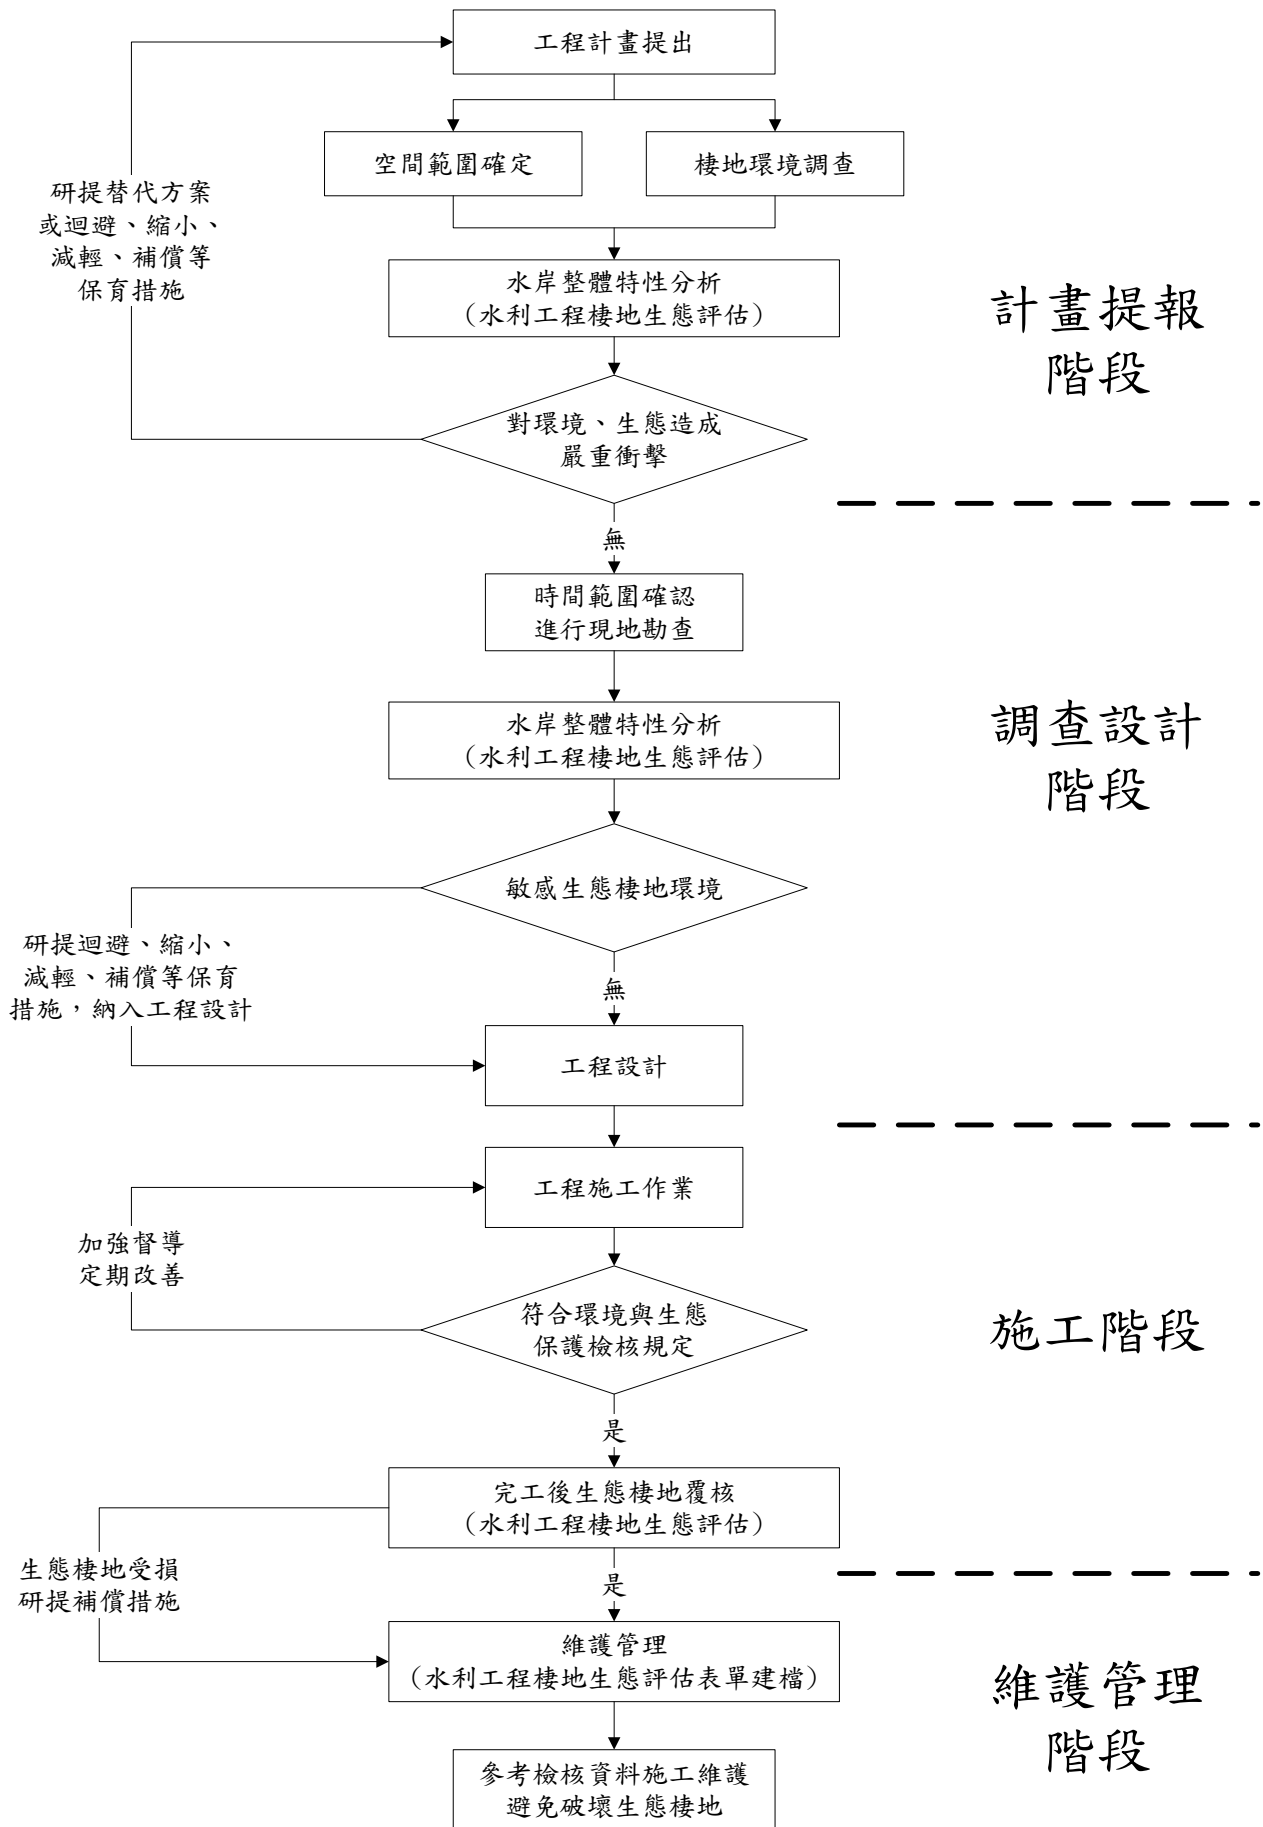 工程計畫提出
空間範圍確定
棲地環境調查
研提替代方案
或迴避、縮小、
減輕、補償等
保育措施
水岸整體特性分析
（水利工程棲地生態評估）
計畫提報
階段
對環境、生態造成
嚴重衝擊
無
時間範圍確認
進行現地勘查
水岸整體特性分析
（水利工程棲地生態評估）
調查設計
階段
敏感生態棲地環境
研提迴避、縮小、
減輕、補償等保育
措施，納入工程設計
無
工程設計
工程施工作業
加強督導
定期改善
符合環境與生態
保護檢核規定
施工階段
是
完工後生態棲地覆核
（水利工程棲地生態評估）
生態棲地受損
研提補償措施
是
維護管理
（水利工程棲地生態評估表單建檔）
維護管理
階段
參考檢核資料施工維護
避免破壞生態棲地